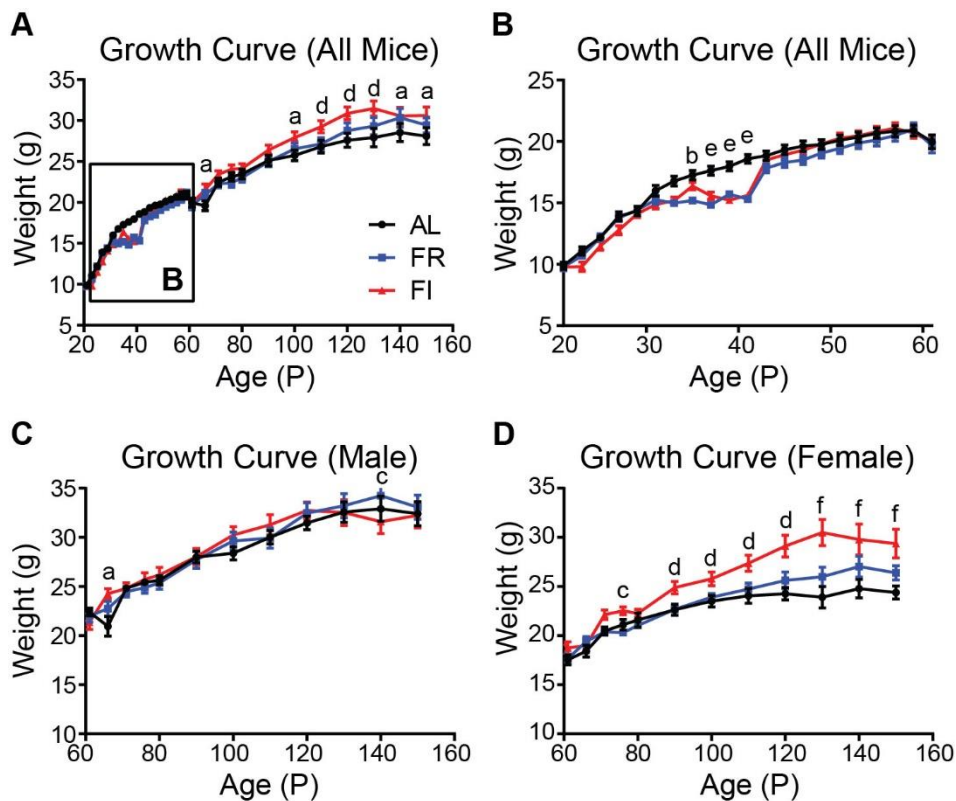 A
Growth Curve (All Mice)
35
30
25
20
15
10
5
Weight (g)
a
a
d
d
d
a
a
B
AL
FR
FI
20
40
60
80
100
120
140
160
Age (P)
B
Growth Curve (All Mice)
25
20
15
10
5
Weight (g)
b
e
e
e
20
30
40
50
60
Age (P)
C
Growth Curve (Male)
35
30
25
20
15
10
Weight (g)
a
c
60
80
100
120
140
160
Age (P)
D
Growth Curve (Female)
35
30
25
20
15
10
Weight (g)
c
d
d
d
d
f
f
f
60
80
100
120
140
160
Age (P)